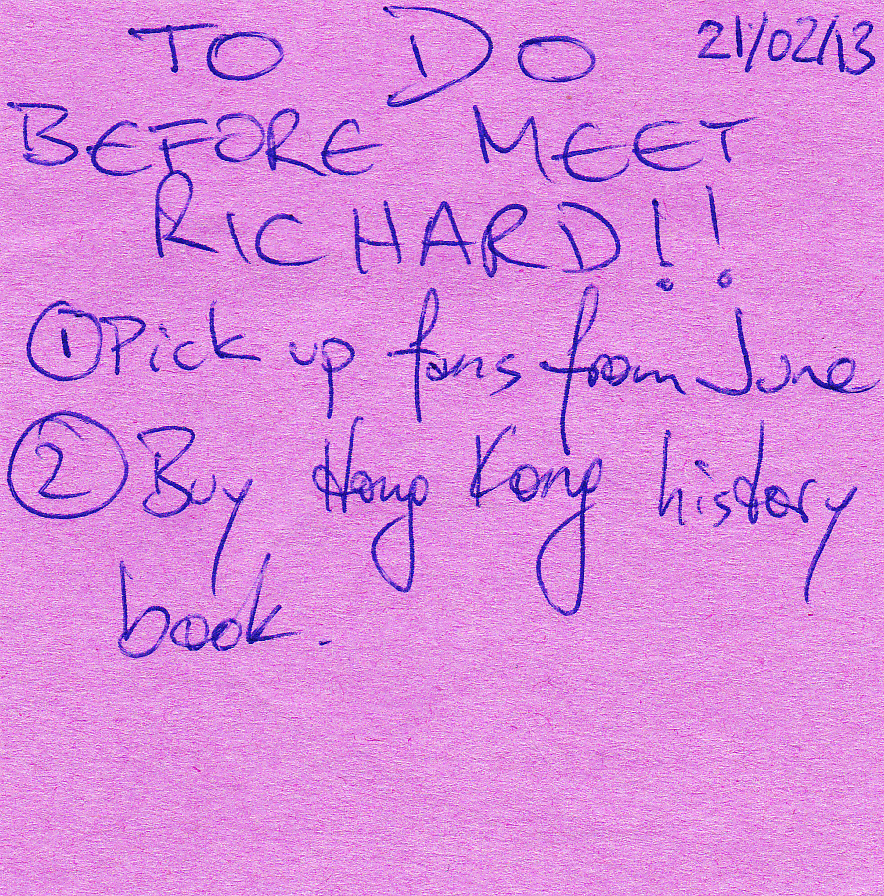 TO DO 21/02/13
BEFORE MEET
RICHARD!!
① Pick up fans from June
② Buy Hong Kong history
book.